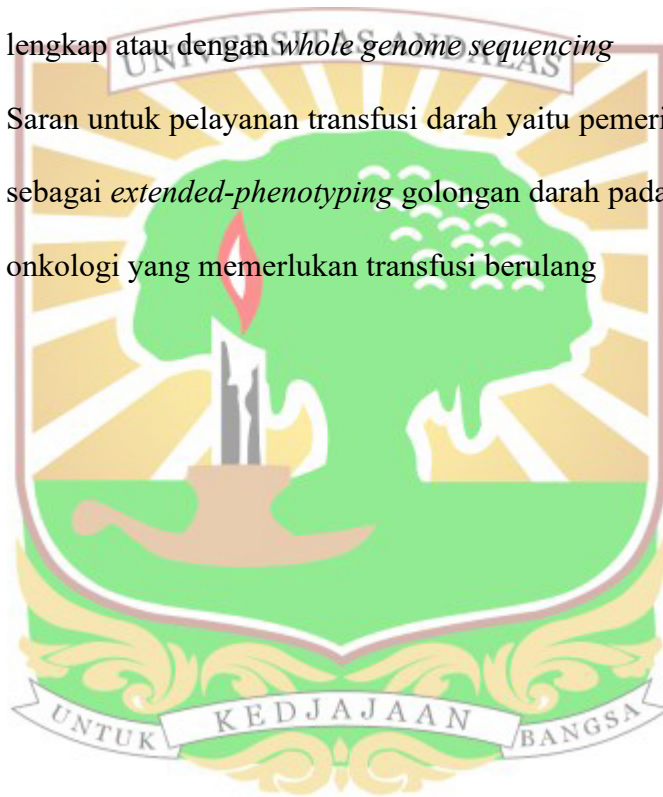 lengkap atau dengan whole genome sequencing
UNIVERSITAS ANDALAS
Saran untuk pelayanan transfusi darah yaitu pemeri
sebagai extended-phenotyping golongan darah pada
onkologi yang memerlukan transfusi berulang
UNTUK KEDJAJAAN BANGSA